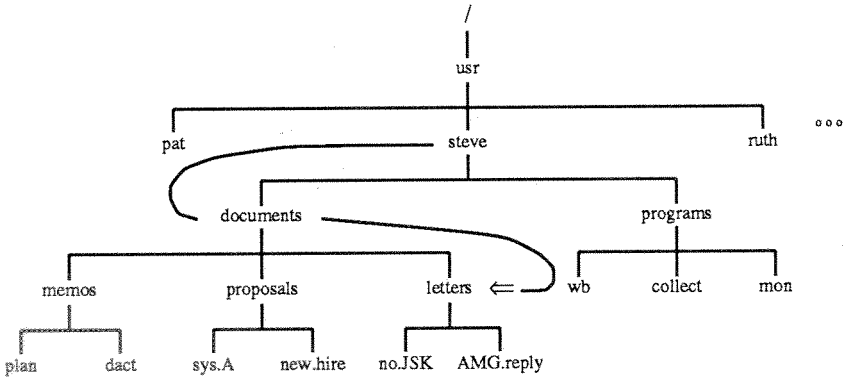 /
usr
pat steve ruth ° ° °
documents programs
memos proposals letters ⇐ wb collect mon
plan dact sys.A new.hire no.JSK AMG.reply